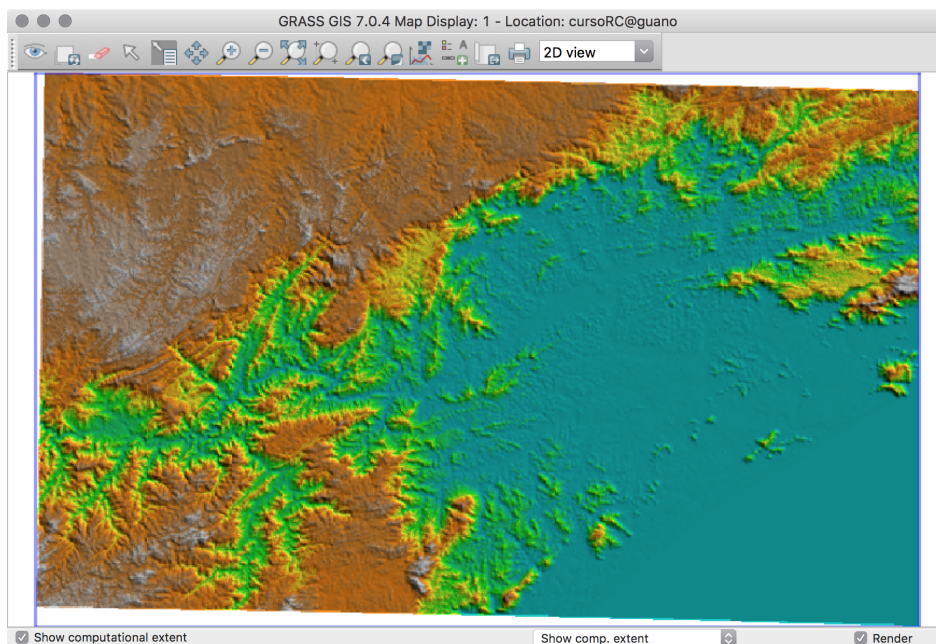 GRASS GIS 7.0.4 Map Display: 1 - Location: cursoRC@guano
2D view
Show computational extent
Show comp. extent
Render